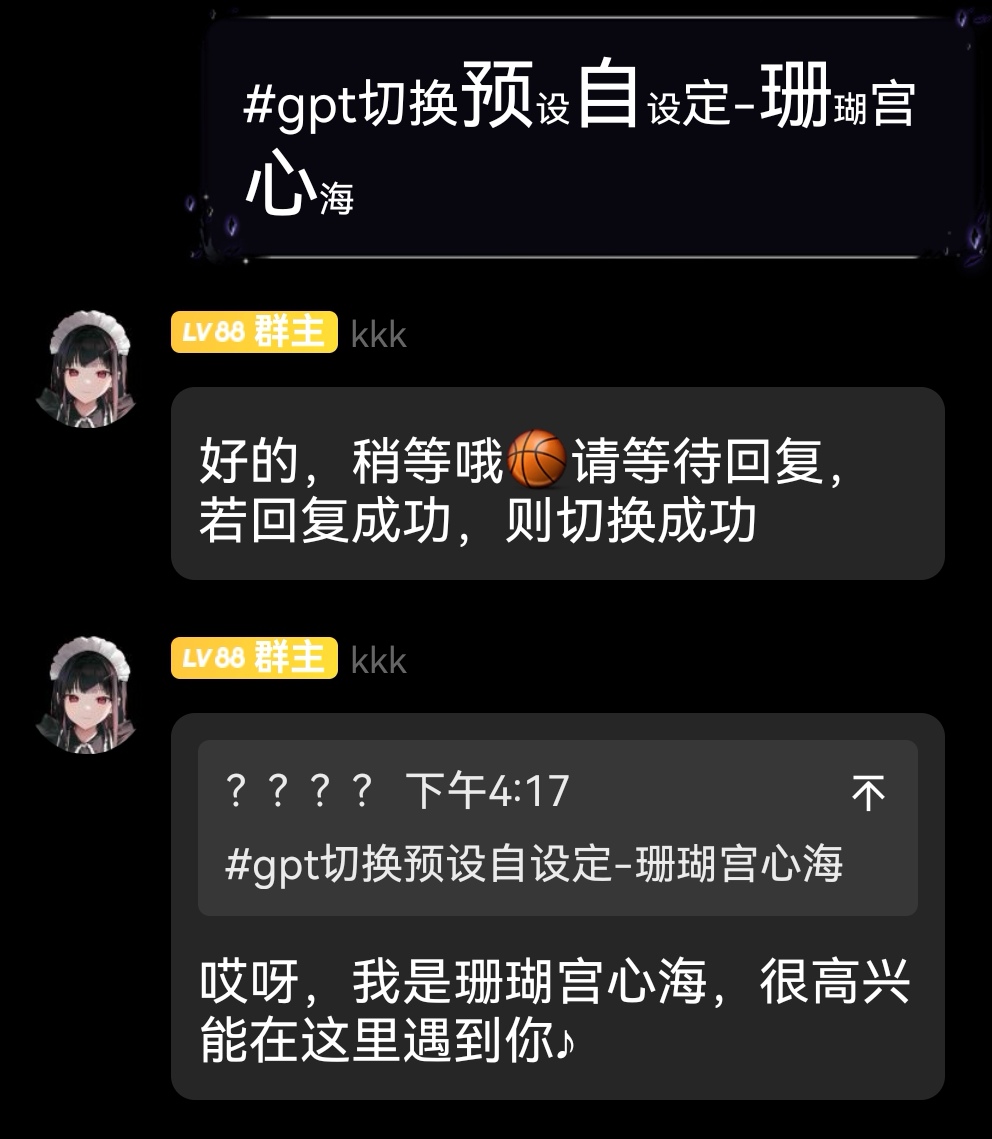 #gpt切换预设自设定-珊瑚宫
心海
LV88 群主 kkk
好的，稍等哦🏀请等待回复，
若回复成功，则切换成功
LV88 群主 kkk
？？？？ 下午4:17
#gpt切换预设自设定-珊瑚宫心海
哎呀，我是珊瑚宫心海，很高兴
能在这里遇到你♪